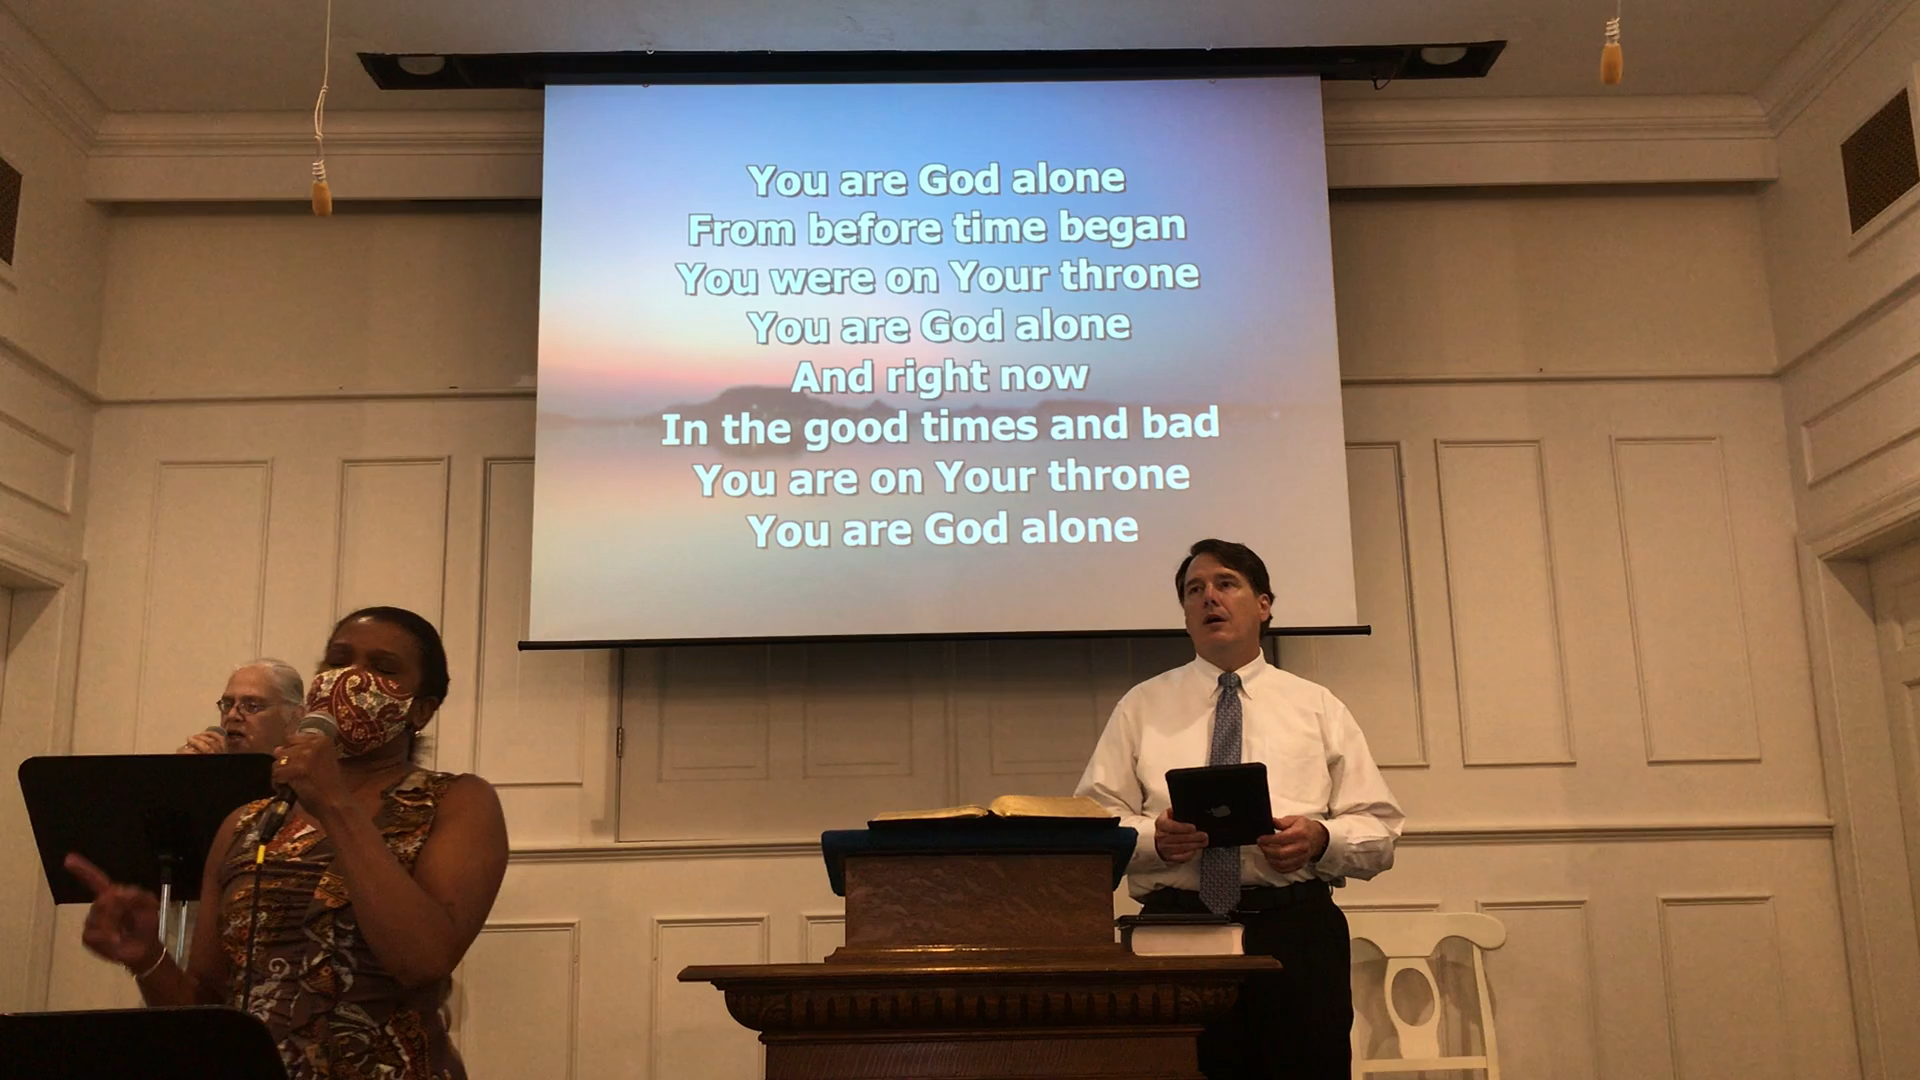 You are God alone
From before time began
You were on Your throne
You are God alone
And right now
In the good times and bad
You are on Your throne
You are God alone